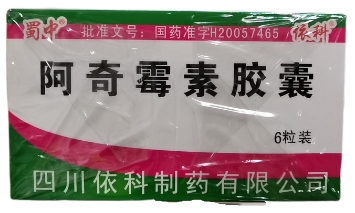 蜀中 批准文号：国药准字H20057465 依科
阿奇霉素胶囊
6粒装
四川依科制药有限公司